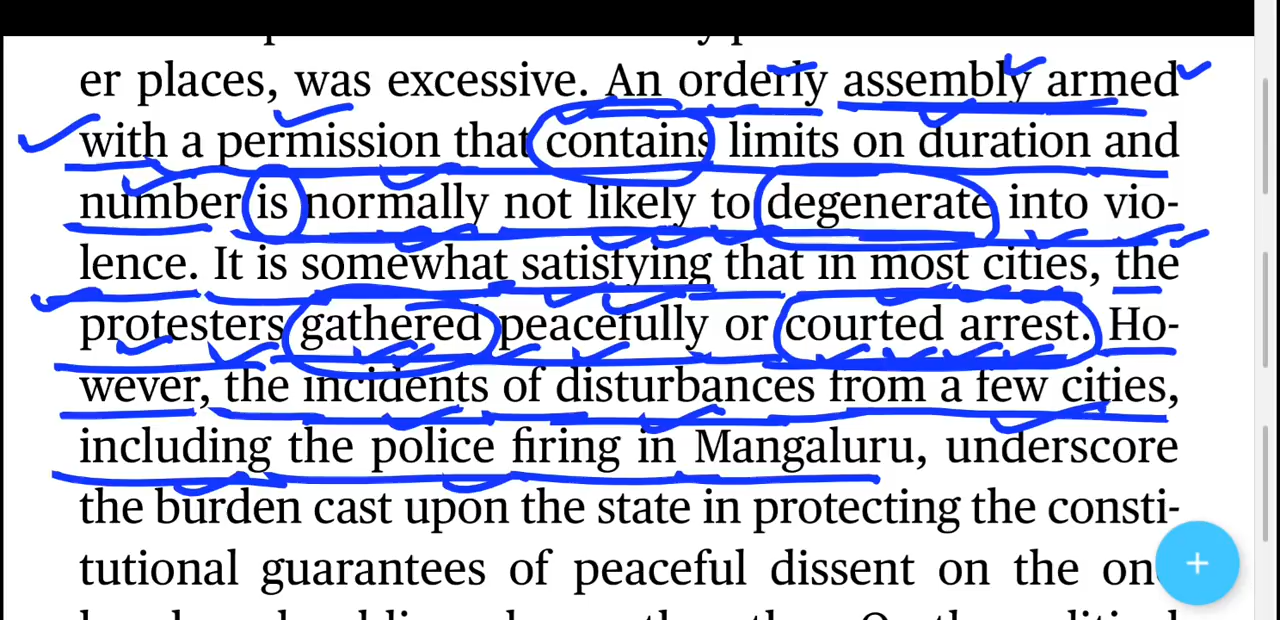 er places, was excessive. An orderly assembly armed
with a permission that contains limits on duration and
number is normally not likely to degenerate into vio-
lence. It is somewhat satisfying that in most cities, the
protesters gathered peacefully or courted arrest. Ho-
wever, the incidents of disturbances from a few cities,
including the police firing in Mangaluru, underscore
the burden cast upon the state in protecting the consti-
tutional guarantees of peaceful dissent on the one